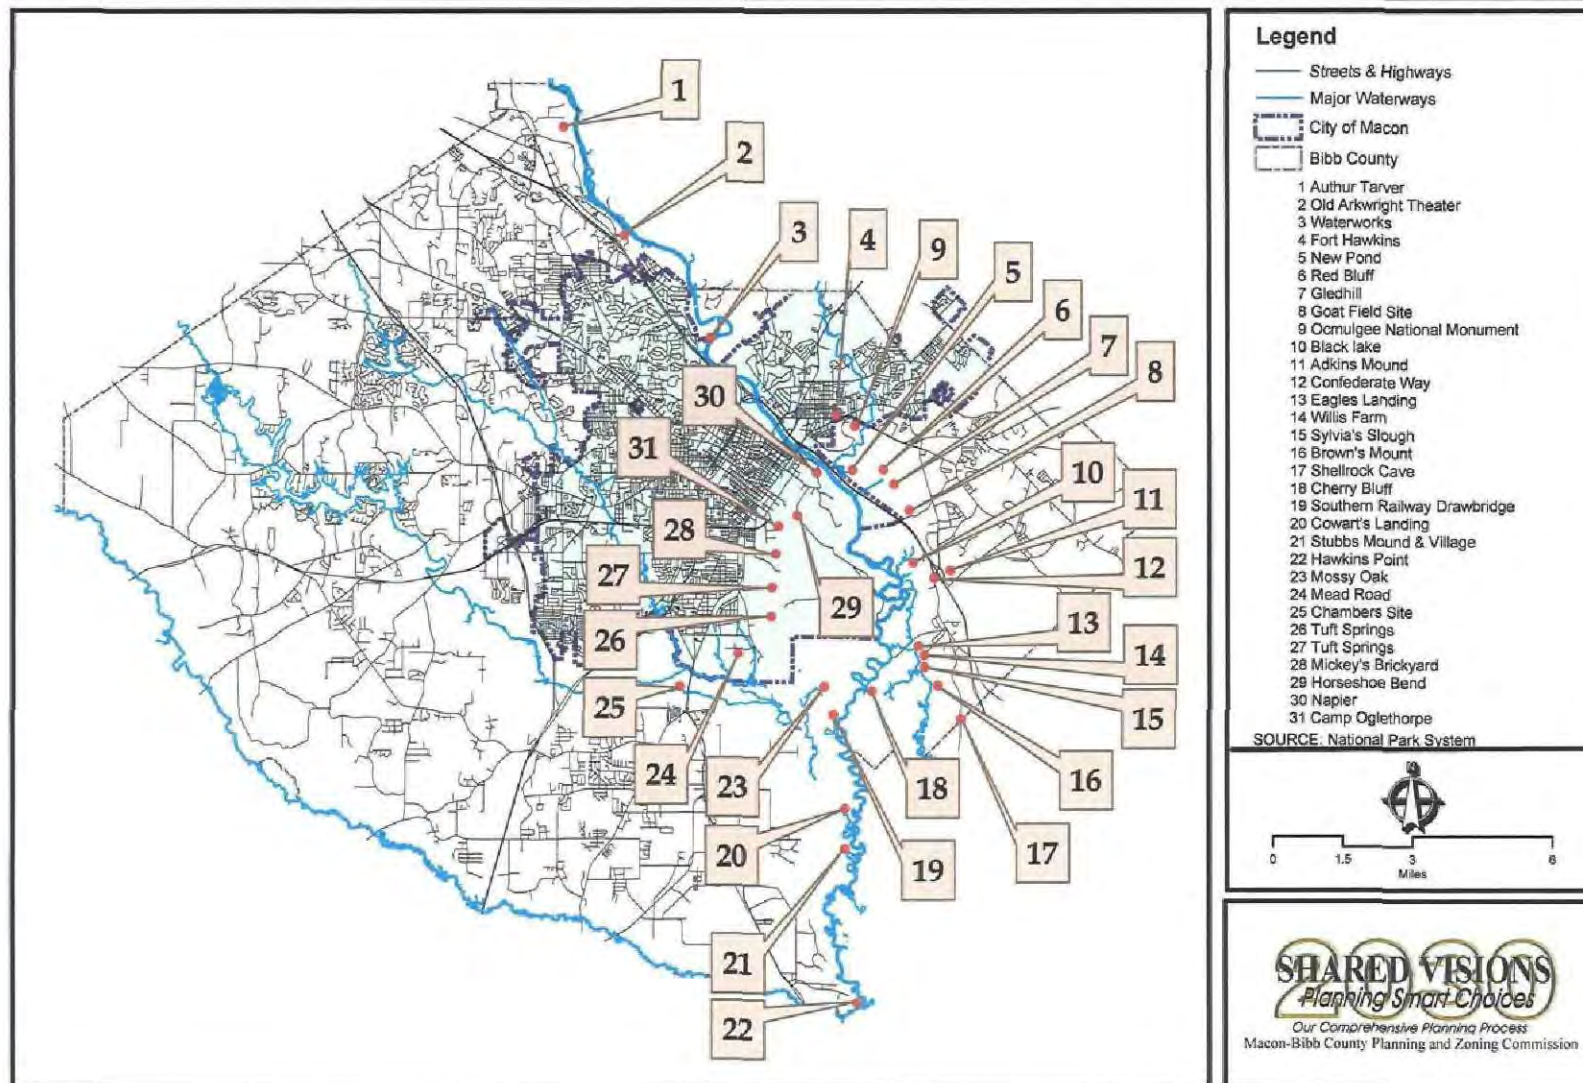 1
2
3
4
9
5
6
7
8
30
31
10
11
28
12
27
29
26
13
14
25
15
24
23
18
16
20
19
17
21
22
Legend
Streets & Highways
Major Waterways
City of Macon
Bibb County
1 Authur Tarver
2 Old Arkwright Theater
3 Waterworks
4 Fort Hawkins
5 New Pond
6 Red Bluff
7 Gledhill
8 Goat Field Site
9 Ocmulgee National Monument
10 Black lake
11 Adkins Mound
12 Confederate Way
13 Eagles Landing
14 Willis Farm
15 Sylvia's Slough
16 Brown's Mount
17 Shellrock Cave
18 Cherry Bluff
19 Southern Railway Drawbridge
20 Cowart's Landing
21 Stubbs Mound & Village
22 Hawkins Point
23 Mossy Oak
24 Mead Road
25 Chambers Site
26 Tuft Springs
27 Tuft Springs
28 Mickey's Brickyard
29 Horseshoe Bend
30 Napier
31 Camp Oglethorpe
SOURCE: National Park System
N
0 1.5 3 6
Miles
2030
SHARED VISIONS
Planning Smart Choices
Our Comprehensive Planning Process
Macon-Bibb County Planning and Zoning Commission